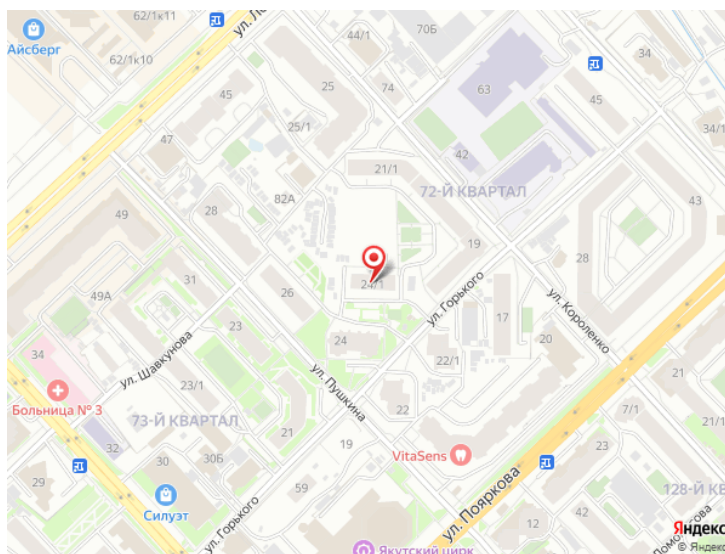 62/1к11
Айсберг
62/1к10
ул. Ло
44/1
70Б
34
63
25
74
45
45
25/1
47
42
34/1
21/1
82А
72-Й КВАРТАЛ
49
28
43
19
28
24/1
31
26
49А
ул. Горького
17
ул. Короленко
23
20
34
24
22/1
21
ул. Шавкунова
23/1
ул. Пушкина
Больница № 3
22
7/1
73-Й КВАРТАЛ
21
19
23
32
VitaSens
30Б
29
59
128-Й КВ
30
Силуэт
ул. Горького
ул. Пояркова
12
Яндекс
32
Якутский цирк
© Яндекс